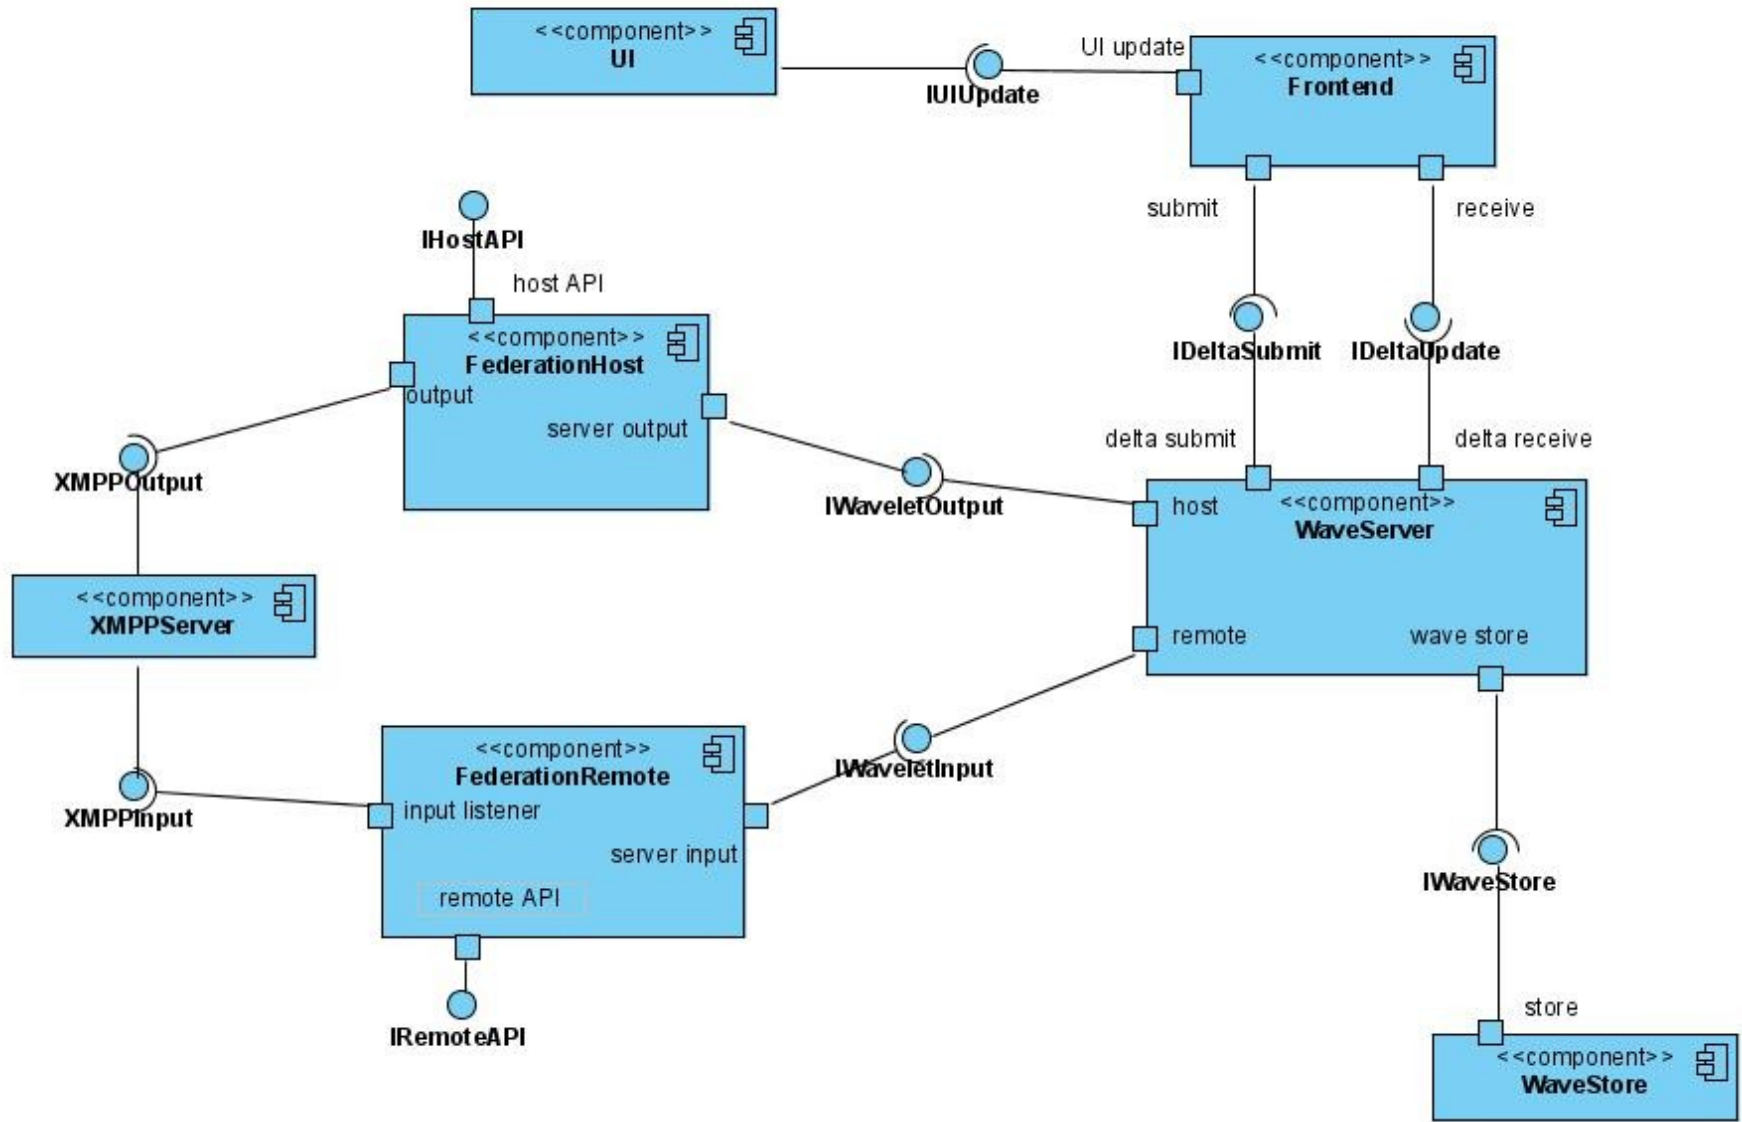 <<component>>
UI
IUIUpdate
UI update
<<component>>
Frontend
submit
receive
IHostAPI
host API
<<component>>
FederationHost
output
server output
IDeltaSubmit
IDeltaUpdate
delta submit
delta receive
XMPPOutput
IWaveletOutput
host
<<component>>
WaveServer
<<component>>
XMPPServer
remote
wave store
<<component>>
FederationRemote
IWaveletInput
XMPPInput
input listener
server input
remote API
IWaveStore
IRemoteAPI
store
<<component>>
WaveStore